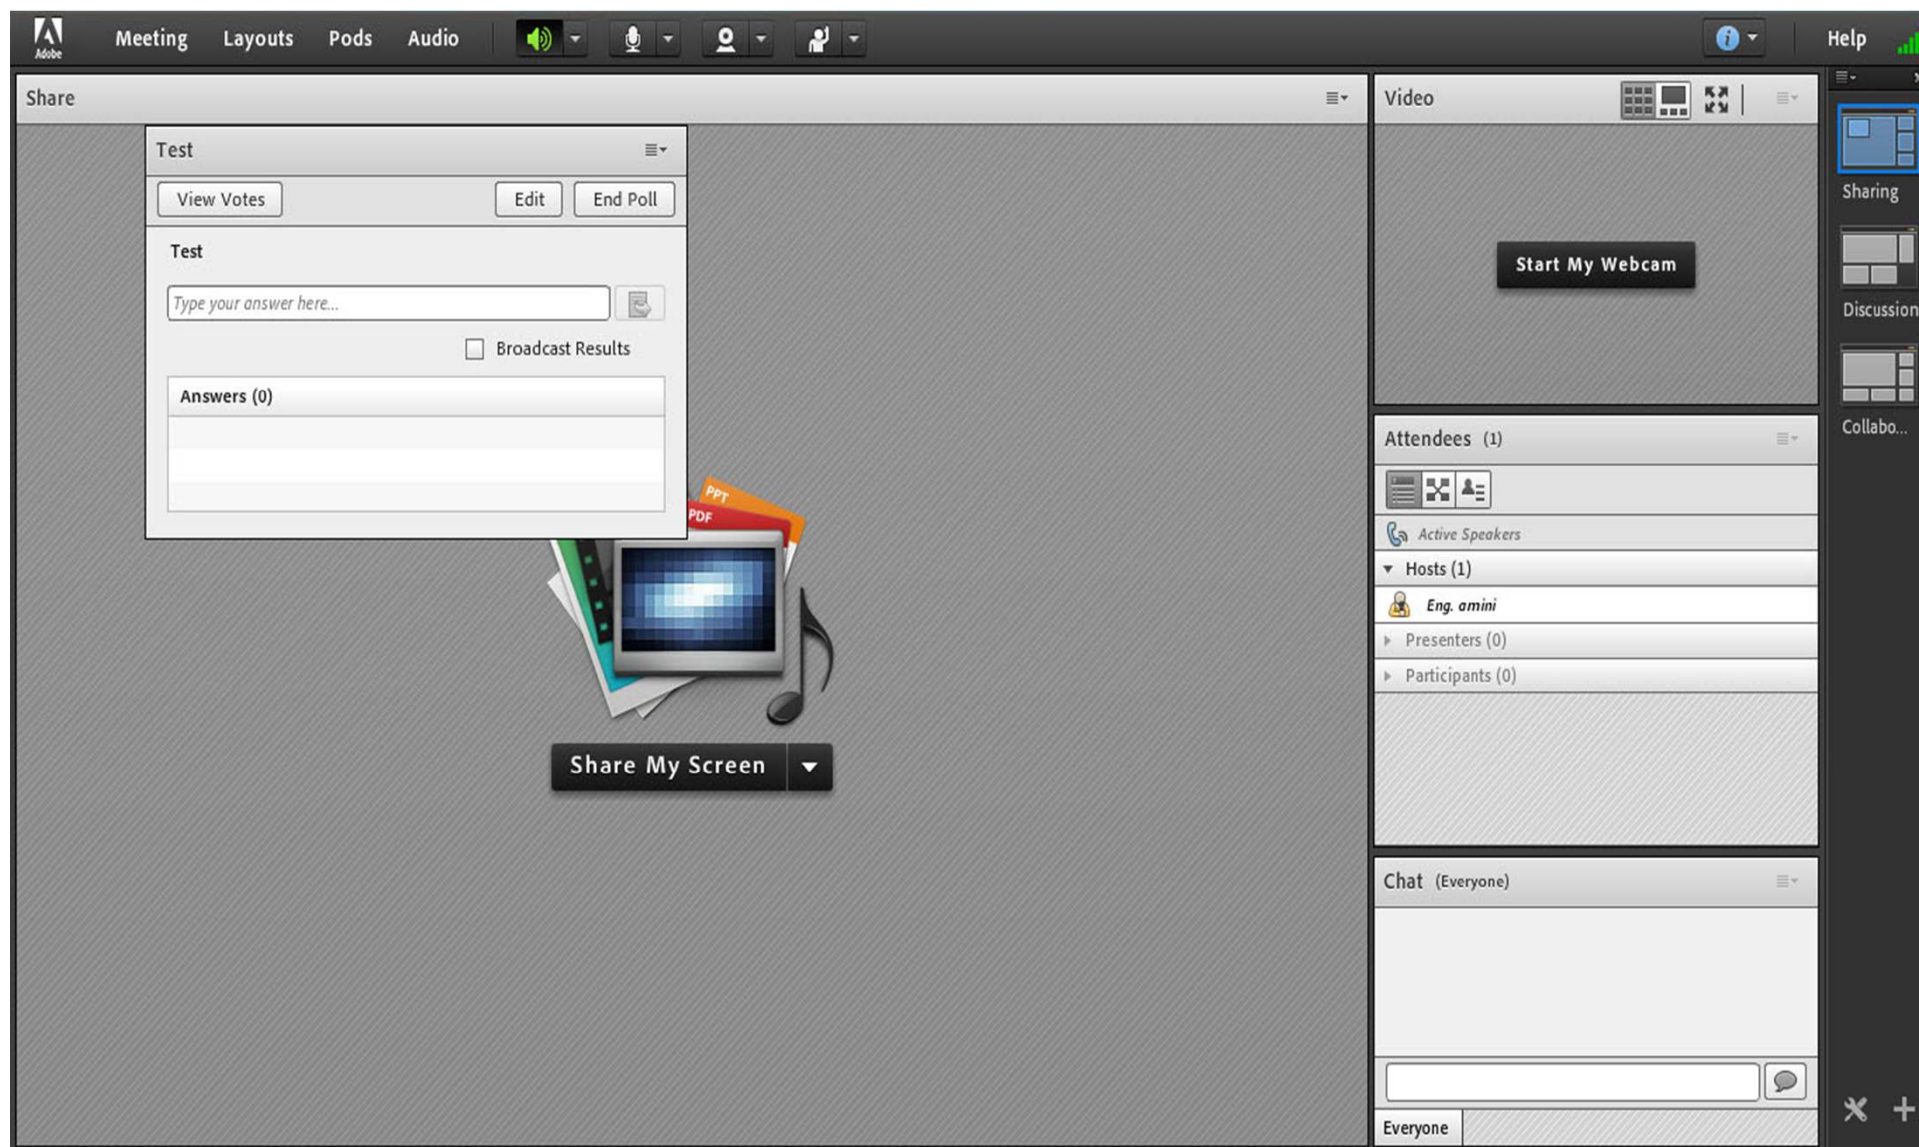 Adobe
Meeting Layouts Pods Audio
Help
Share
Test
View Votes Edit End Poll
Test
Type your answer here...
Broadcast Results
Answers (0)
PPT
PDF
Share My Screen
Video
Start My Webcam
Attendees (1)
Active Speakers
Hosts (1)
Eng. amini
Presenters (0)
Participants (0)
Chat (Everyone)
Everyone
Sharing
Discussion
Collabo...